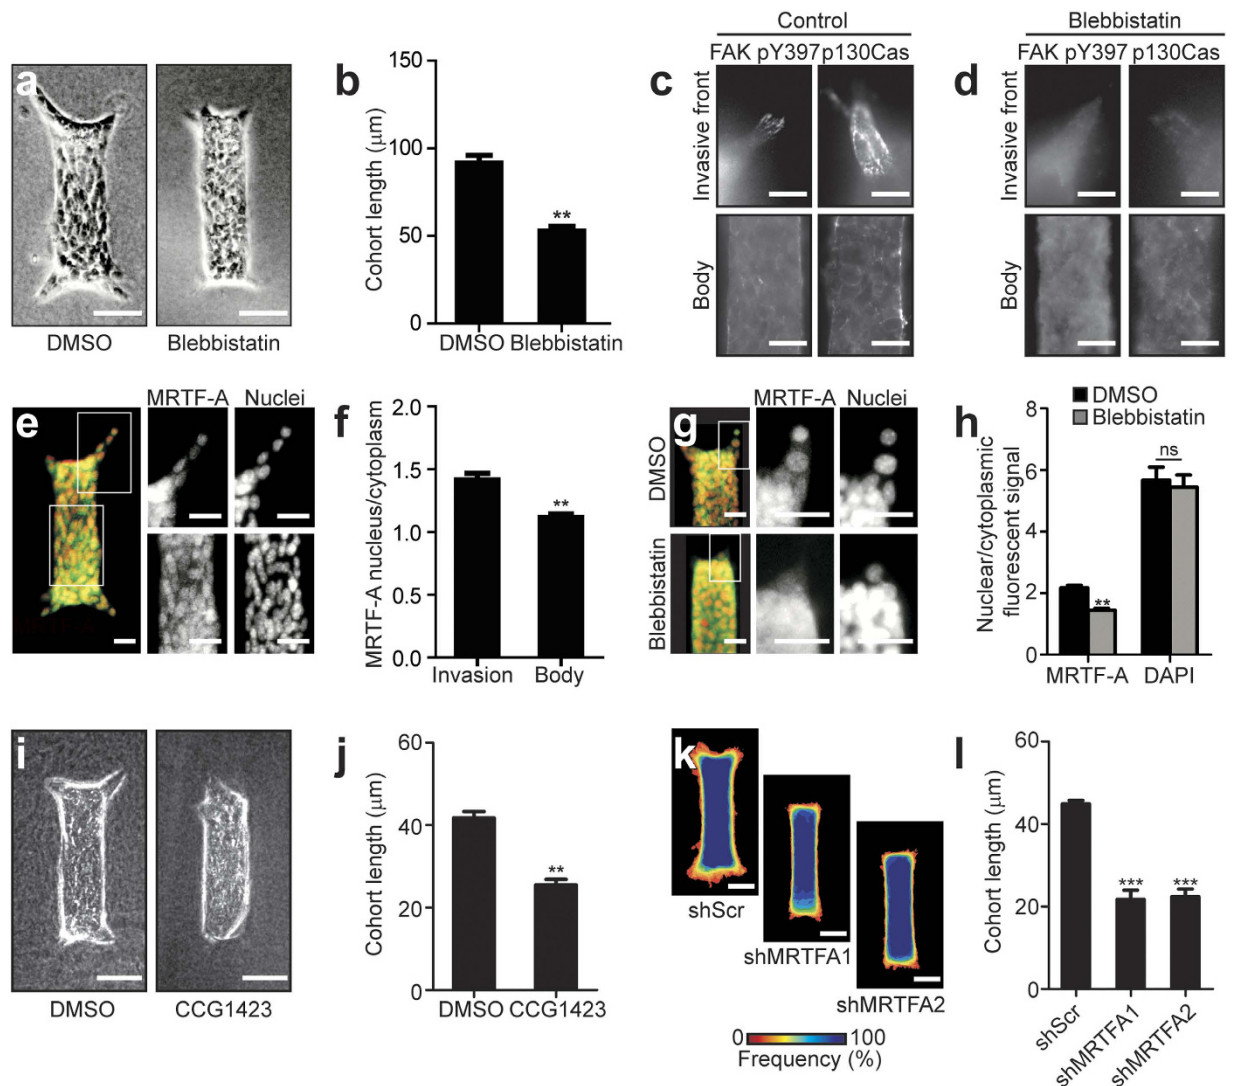 a
DMSO
Blebbistatin
b
Cohort length (μm)
150
100
50
0
DMSO Blebbistatin
**
Control
FAK pY397 p130Cas
c
Invasive front
Body
Blebbistatin
FAK pY397 p130Cas
d
Invasive front
Body
e
MRTF-A Nuclei
f
MRTF-A nucleus/cytoplasm
2.0
1.5
1.0
0.5
0.0
**
Invasion Body
g
MRTF-A Nuclei
DMSO
Blebbistatin
h
DMSO
Blebbistatin
Nuclear/cytoplasmic
fluorescent signal
8
6
4
2
0
ns
**
MRTF-A DAPI
i
DMSO
CCG1423
j
Cohort length (μm)
60
40
20
0
**
DMSO CCG1423
k
shScr
shMRTFA1
shMRTFA2
0 100
Frequency (%)
l
Cohort length (μm)
60
40
20
0
*** ***
shScr
shMRTFA1
shMRTFA2